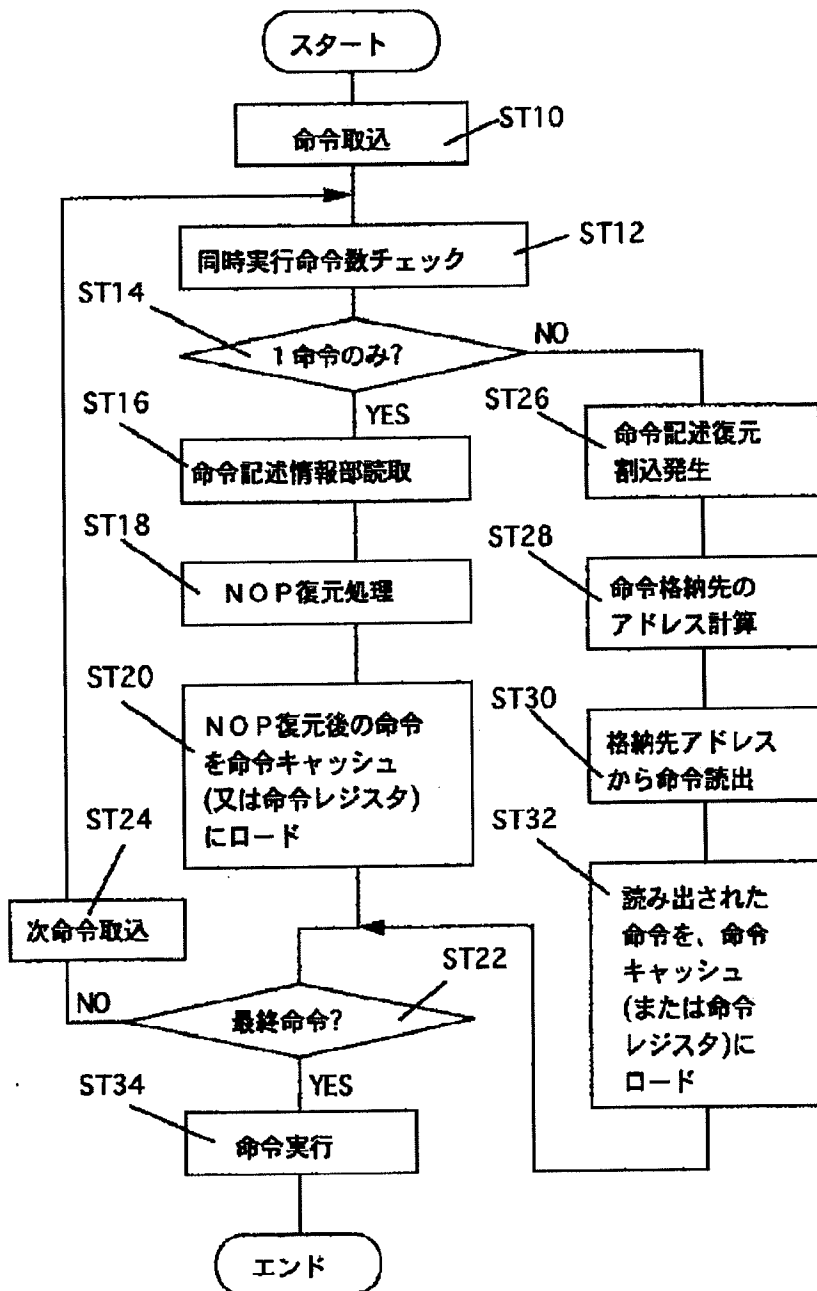 スタート
ST10
命令取込
ST12
同時実行命令数チェック
ST14
1命令のみ?
NO
YES
ST16
命令記述情報部読取
ST26
命令記述復元
割込発生
ST18
NOP復元処理
ST28
命令格納先の
アドレス計算
ST20
NOP復元後の命令
を命令キャッシュ
(又は命令レジスタ)
にロード
ST30
格納先アドレス
から命令読出
ST24
次命令取込
ST32
読み出された
命令を、命令
キャッシュ
(または命令
レジスタ)に
ロード
ST22
最終命令?
NO
YES
ST34
命令実行
エンド